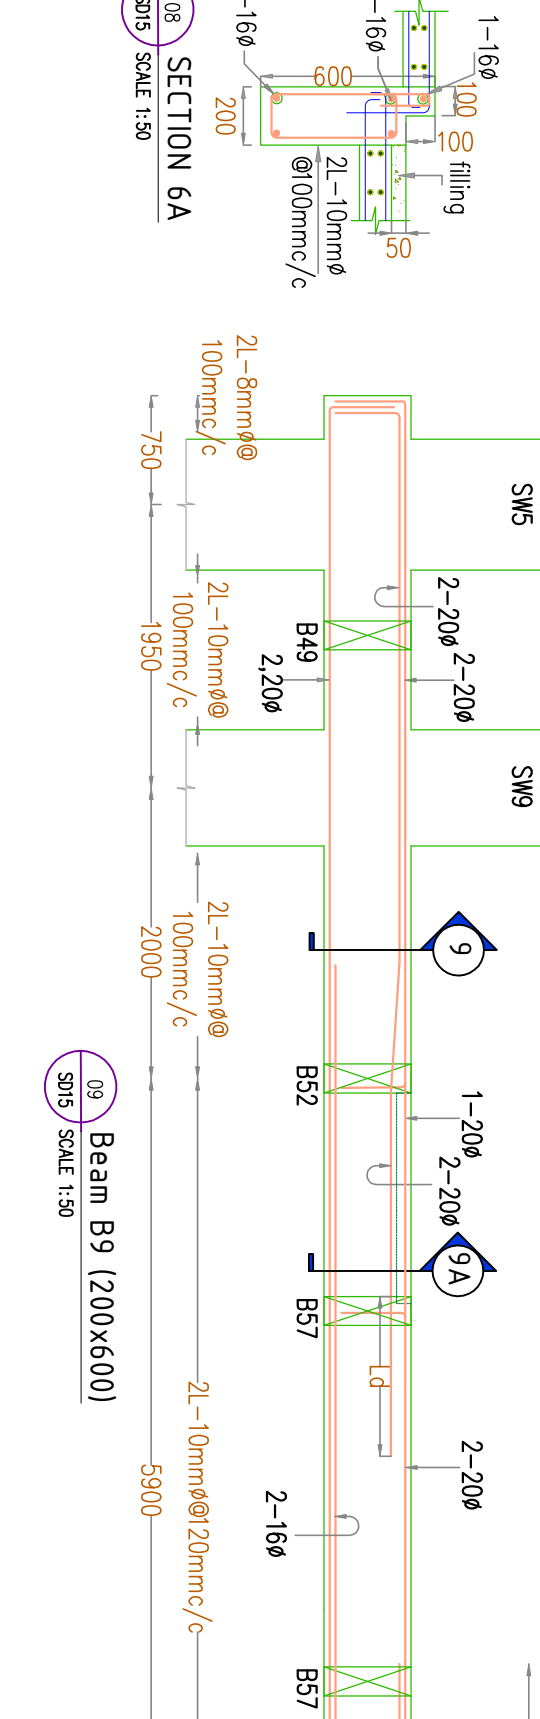 08
SD15
SECTION 6A
SCALE 1:50
-16ø
-16ø
1-16ø
600
200
100
100
filling
50
2L-10mmø
@100mmc/c
SW5
SW9
2-20ø
2-20ø
1-20ø
2-20ø
2-20ø
9
9A
B49
2,20ø
B52
B57
Ld
2-16ø
B57
2L-8mmø@
100mmc/c
2L-10mmø@
100mmc/c
2L-10mmø@
100mmc/c
2L-10mmø@120mmc/c
750
1950
2000
5900
09
SD15
Beam B9 (200x600)
SCALE 1:50